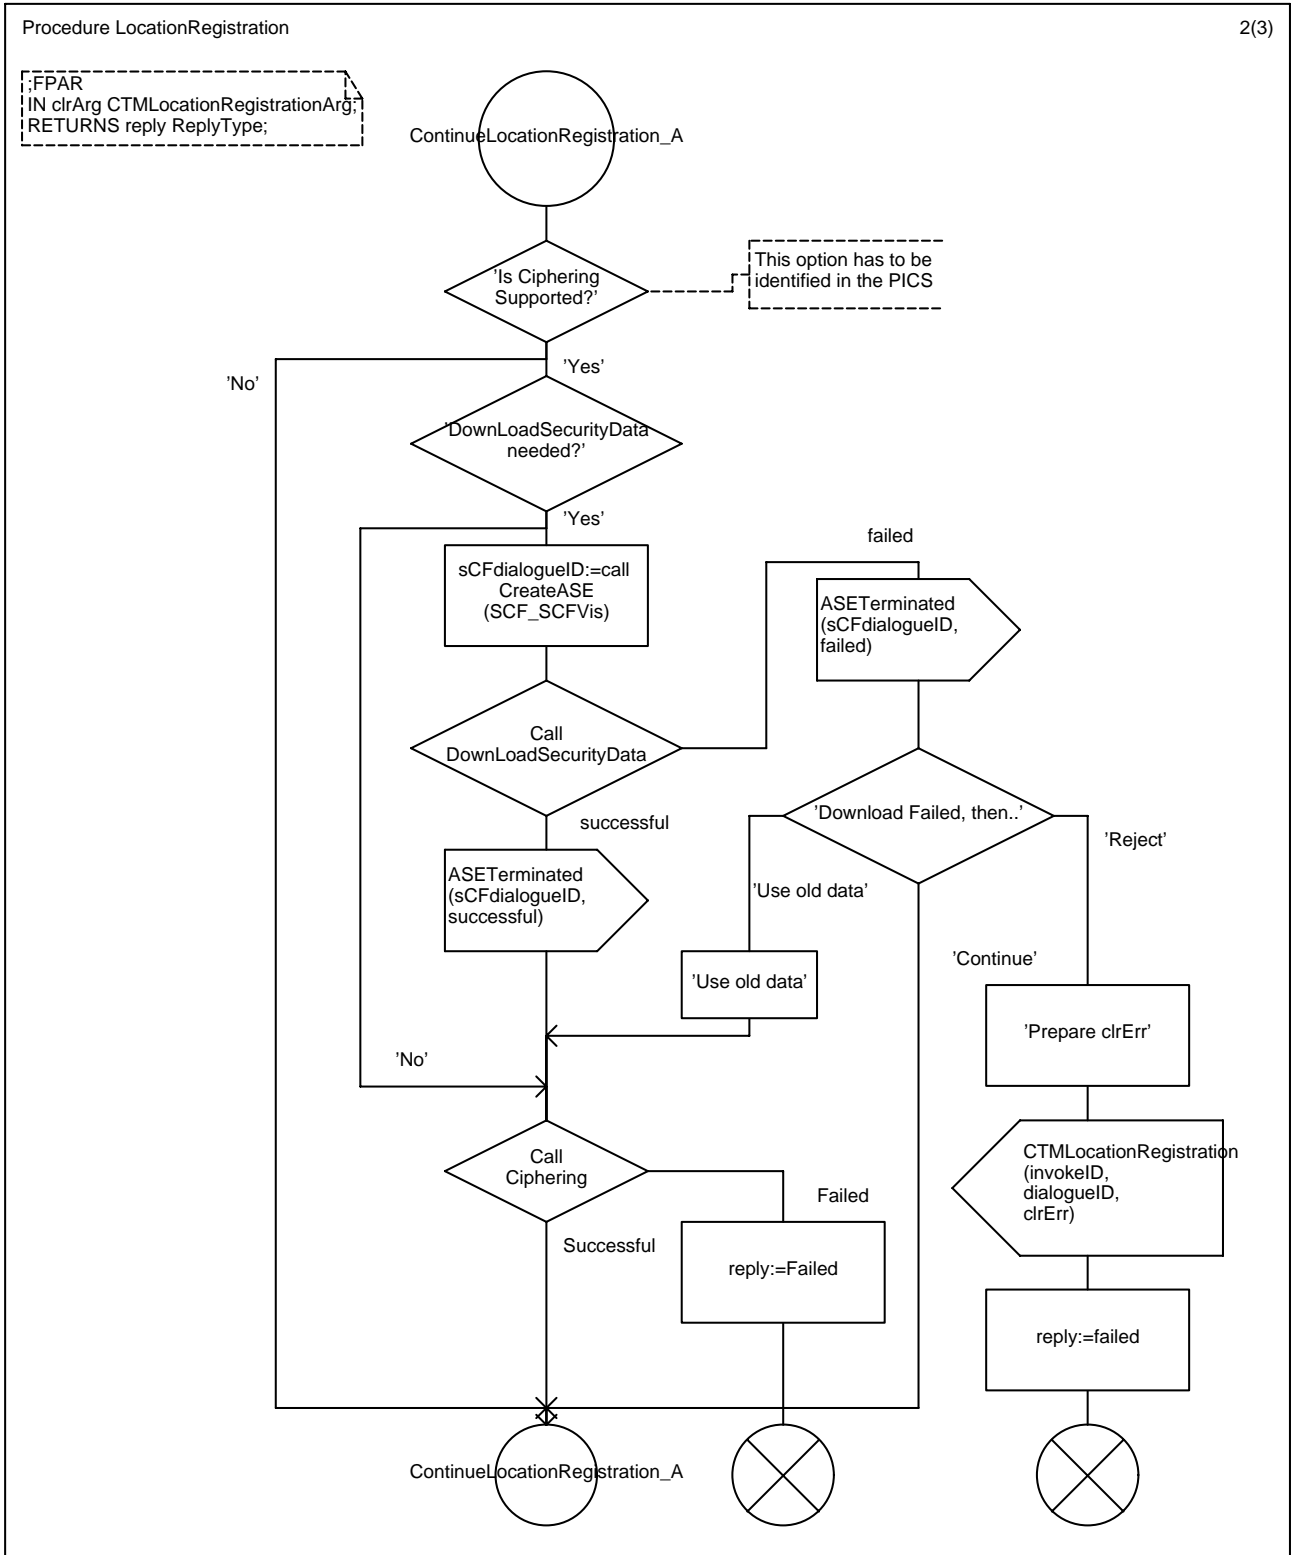 Procedure LocationRegistration
2(3)
;FPAR
IN clrArg CTMLocationRegistrationArg;
RETURNS reply ReplyType;
ContinueLocationRegistration_A
'Is Ciphering
Supported?'
This option has to be
identified in the PICS
'No'
'Yes'
'DownLoadSecurityData
needed?'
'Yes'
sCFdialogueID:=call
CreateASE
(SCF_SCFVis)
failed
ASETerminated
(sCFdialogueID,
failed)
Call
DownLoadSecurityData
'Download Failed, then..'
successful
'Reject'
ASETerminated
(sCFdialogueID,
successful)
'Use old data'
'Continue'
'Use old data'
'Prepare clrErr'
'No'
Call
Ciphering
CTMLocationRegistration
(invokeID,
dialogueID,
clrErr)
Failed
Successful
reply:=Failed
reply:=failed
ContinueLocationRegistration_A